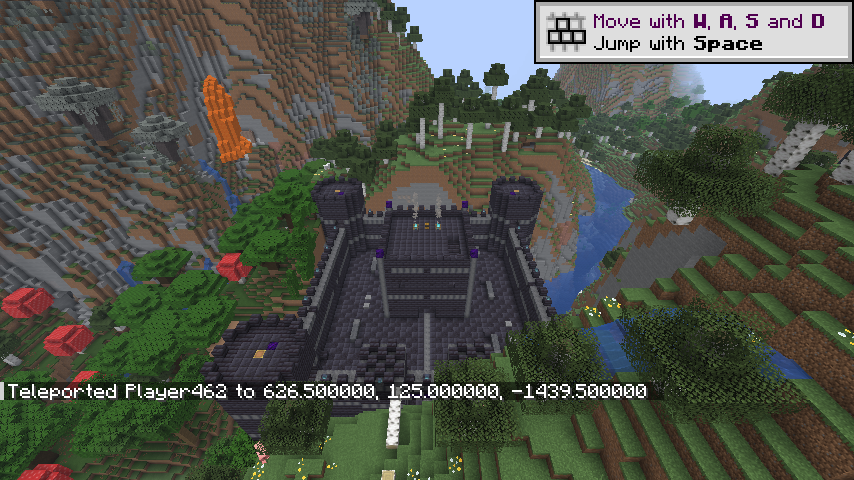 Move with W, A, S and D
Jump with Space
Teleported Player462 to 626.500000, 125.000000, -1439.500000